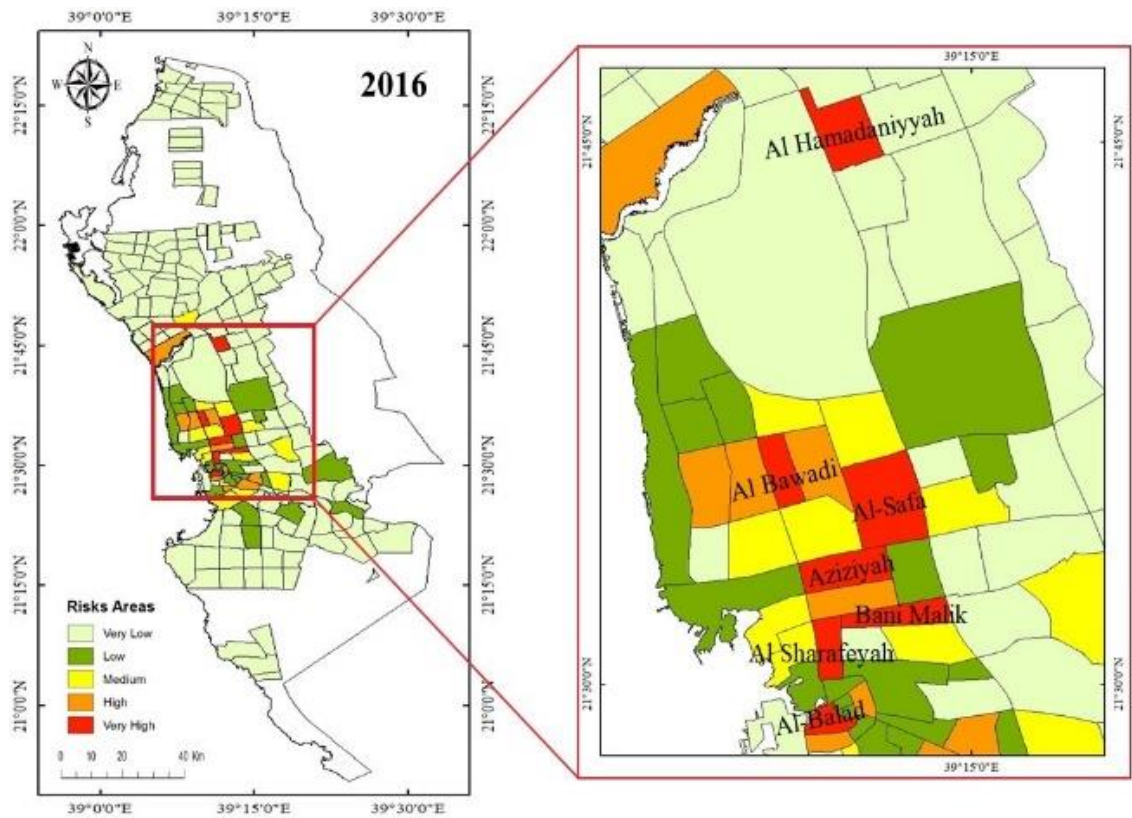 39°0'0"E 39°15'0"E 39°30'0"E
N
W E
S
2016
22°15'0"N
22°0'0"N
21°45'0"N
21°30'0"N
21°15'0"N
21°0'0"N
22°15'0"N
22°0'0"N
21°45'0"N
21°30'0"N
21°15'0"N
21°0'0"N
Risks Areas
Very Low
Low
Medium
High
Very High
0 10 20 40 Km
39°0'0"E 39°15'0"E 39°30'0"E
39°15'0"E
21°45'0"N
21°45'0"N
Al Hamadaniyyah
Al Bawadi
Al-Safa
Aziziyah
Bani Malik
Al Sharafeyah
Al-Balad
21°30'0"N
21°30'0"N
39°15'0"E